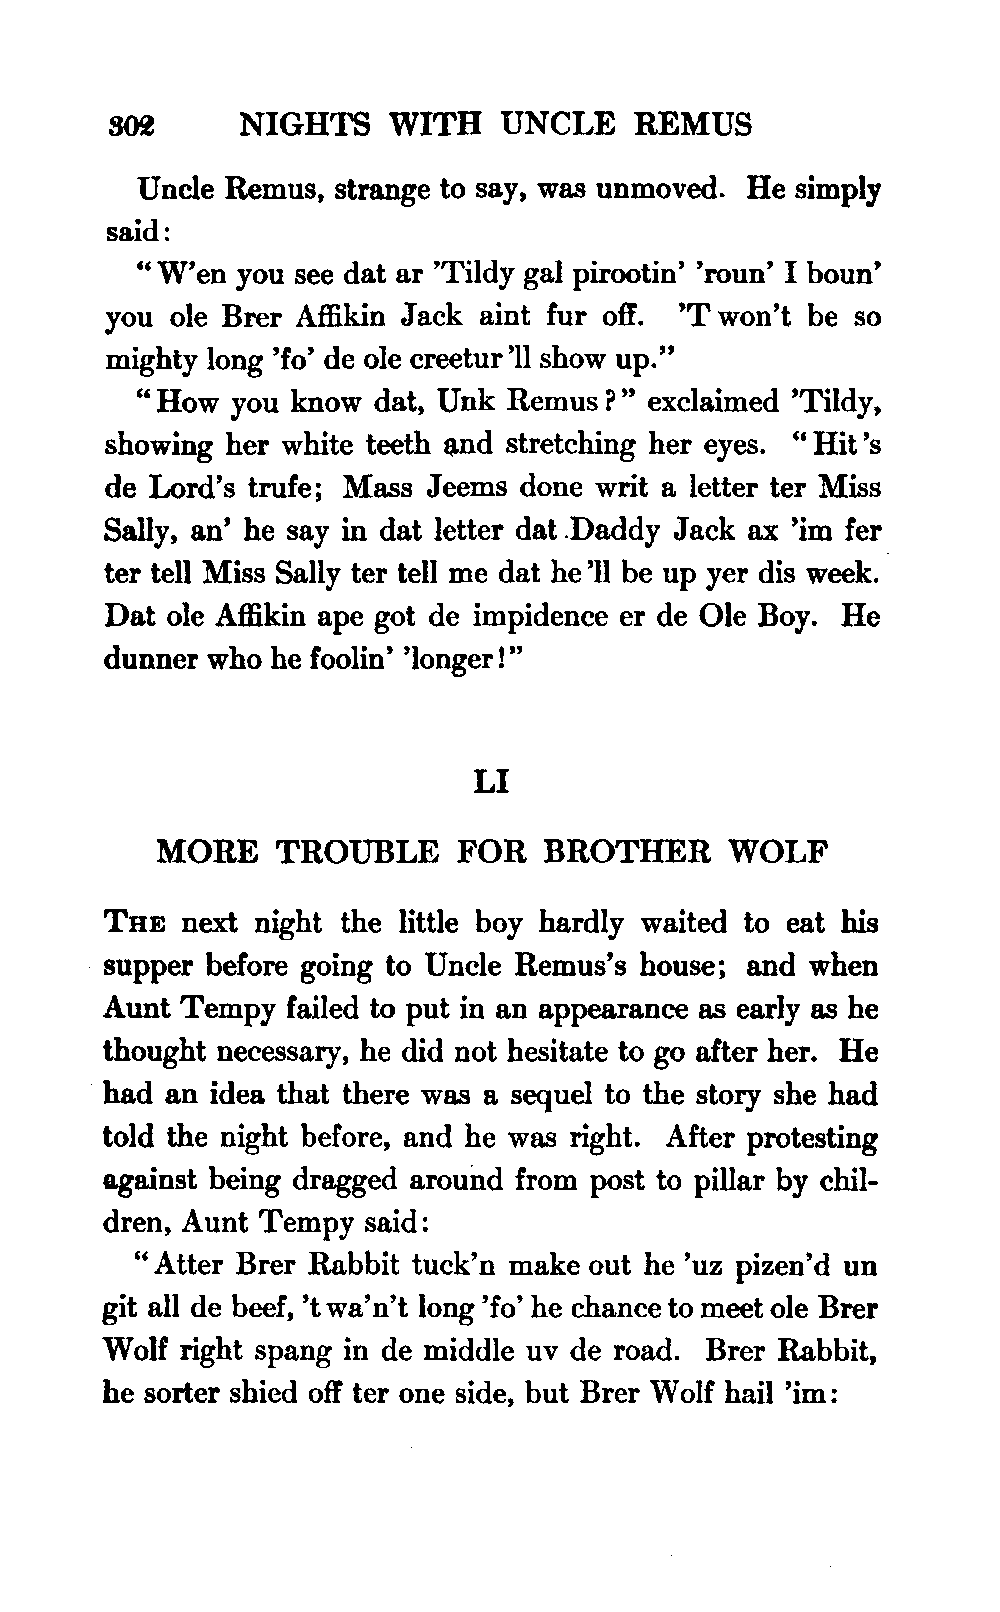 302 NIGHTS WITH UNCLE REMUS
Uncle Remus, strange to say, was unmoved. He simply
said:
“W’en you see dat ar ’Tildy gal pirootin’ ’roun’ I boun’
you ole Brer Affikin Jack aint fur off. ’T won’t be so
mighty long ’fo’ de ole creetur ’ll show up.”
“How you know dat, Unk Remus?” exclaimed ’Tildy,
showing her white teeth and stretching her eyes. “Hit ’s
de Lord’s trufe; Mass Jeems done writ a letter ter Miss
Sally, an’ he say in dat letter dat Daddy Jack ax ’im fer
ter tell Miss Sally ter tell me dat he ’ll be up yer dis week.
Dat ole Affikin ape got de impidence er de Ole Boy. He
dunner who he foolin’ ’longer!”
LI
MORE TROUBLE FOR BROTHER WOLF
THE next night the little boy hardly waited to eat his
supper before going to Uncle Remus’s house; and when
Aunt Tempy failed to put in an appearance as early as he
thought necessary, he did not hesitate to go after her. He
had an idea that there was a sequel to the story she had
told the night before, and he was right. After protesting
against being dragged around from post to pillar by chil-
dren, Aunt Tempy said:
“Atter Brer Rabbit tuck’n make out he ’uz pizen’d un
git all de beef, ’t wa’n’t long ’fo’ he chance to meet ole Brer
Wolf right spang in de middle uv de road. Brer Rabbit,
he sorter shied off ter one side, but Brer Wolf hail ’im: